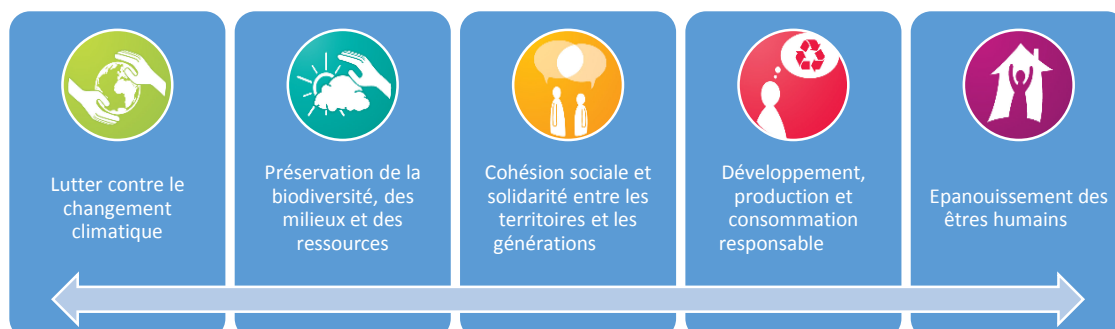 Lutter contre le
changement
climatique
Préservation de la
biodiversité, des
milieux et des
ressources
Cohésion sociale et
solidarité entre les
territoires et les
générations
Développement,
production et
consommation
responsable
Epanouissement des
êtres humains